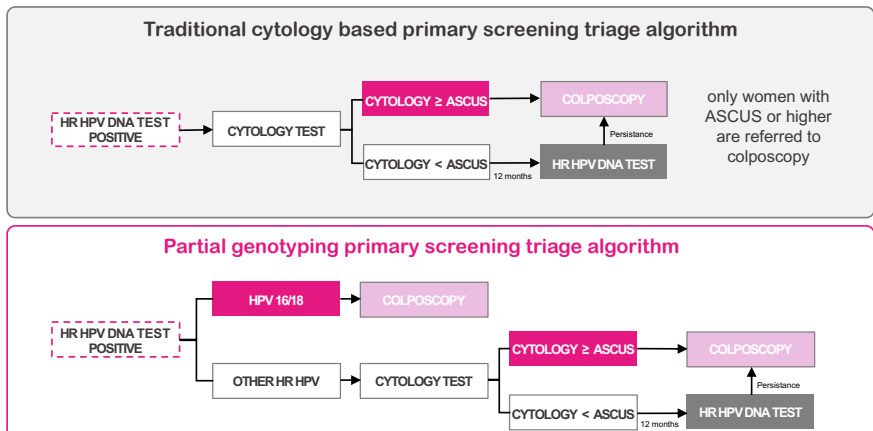 Traditional cytology based primary screening triage algorithm
HR HPV DNA TEST
POSITIVE
CYTOLOGY TEST
CYTOLOGY ≥ ASCUS
COLPOSCOPY
CYTOLOGY < ASCUS
12 months
HR HPV DNA TEST
Persistance
only women with
ASCUS or higher
are referred to
colposcopy
Partial genotyping primary screening triage algorithm
HR HPV DNA TEST
POSITIVE
HPV 16/18
COLPOSCOPY
OTHER HR HPV
CYTOLOGY TEST
CYTOLOGY ≥ ASCUS
COLPOSCOPY
Persistance
CYTOLOGY < ASCUS
12 months
HR HPV DNA TEST